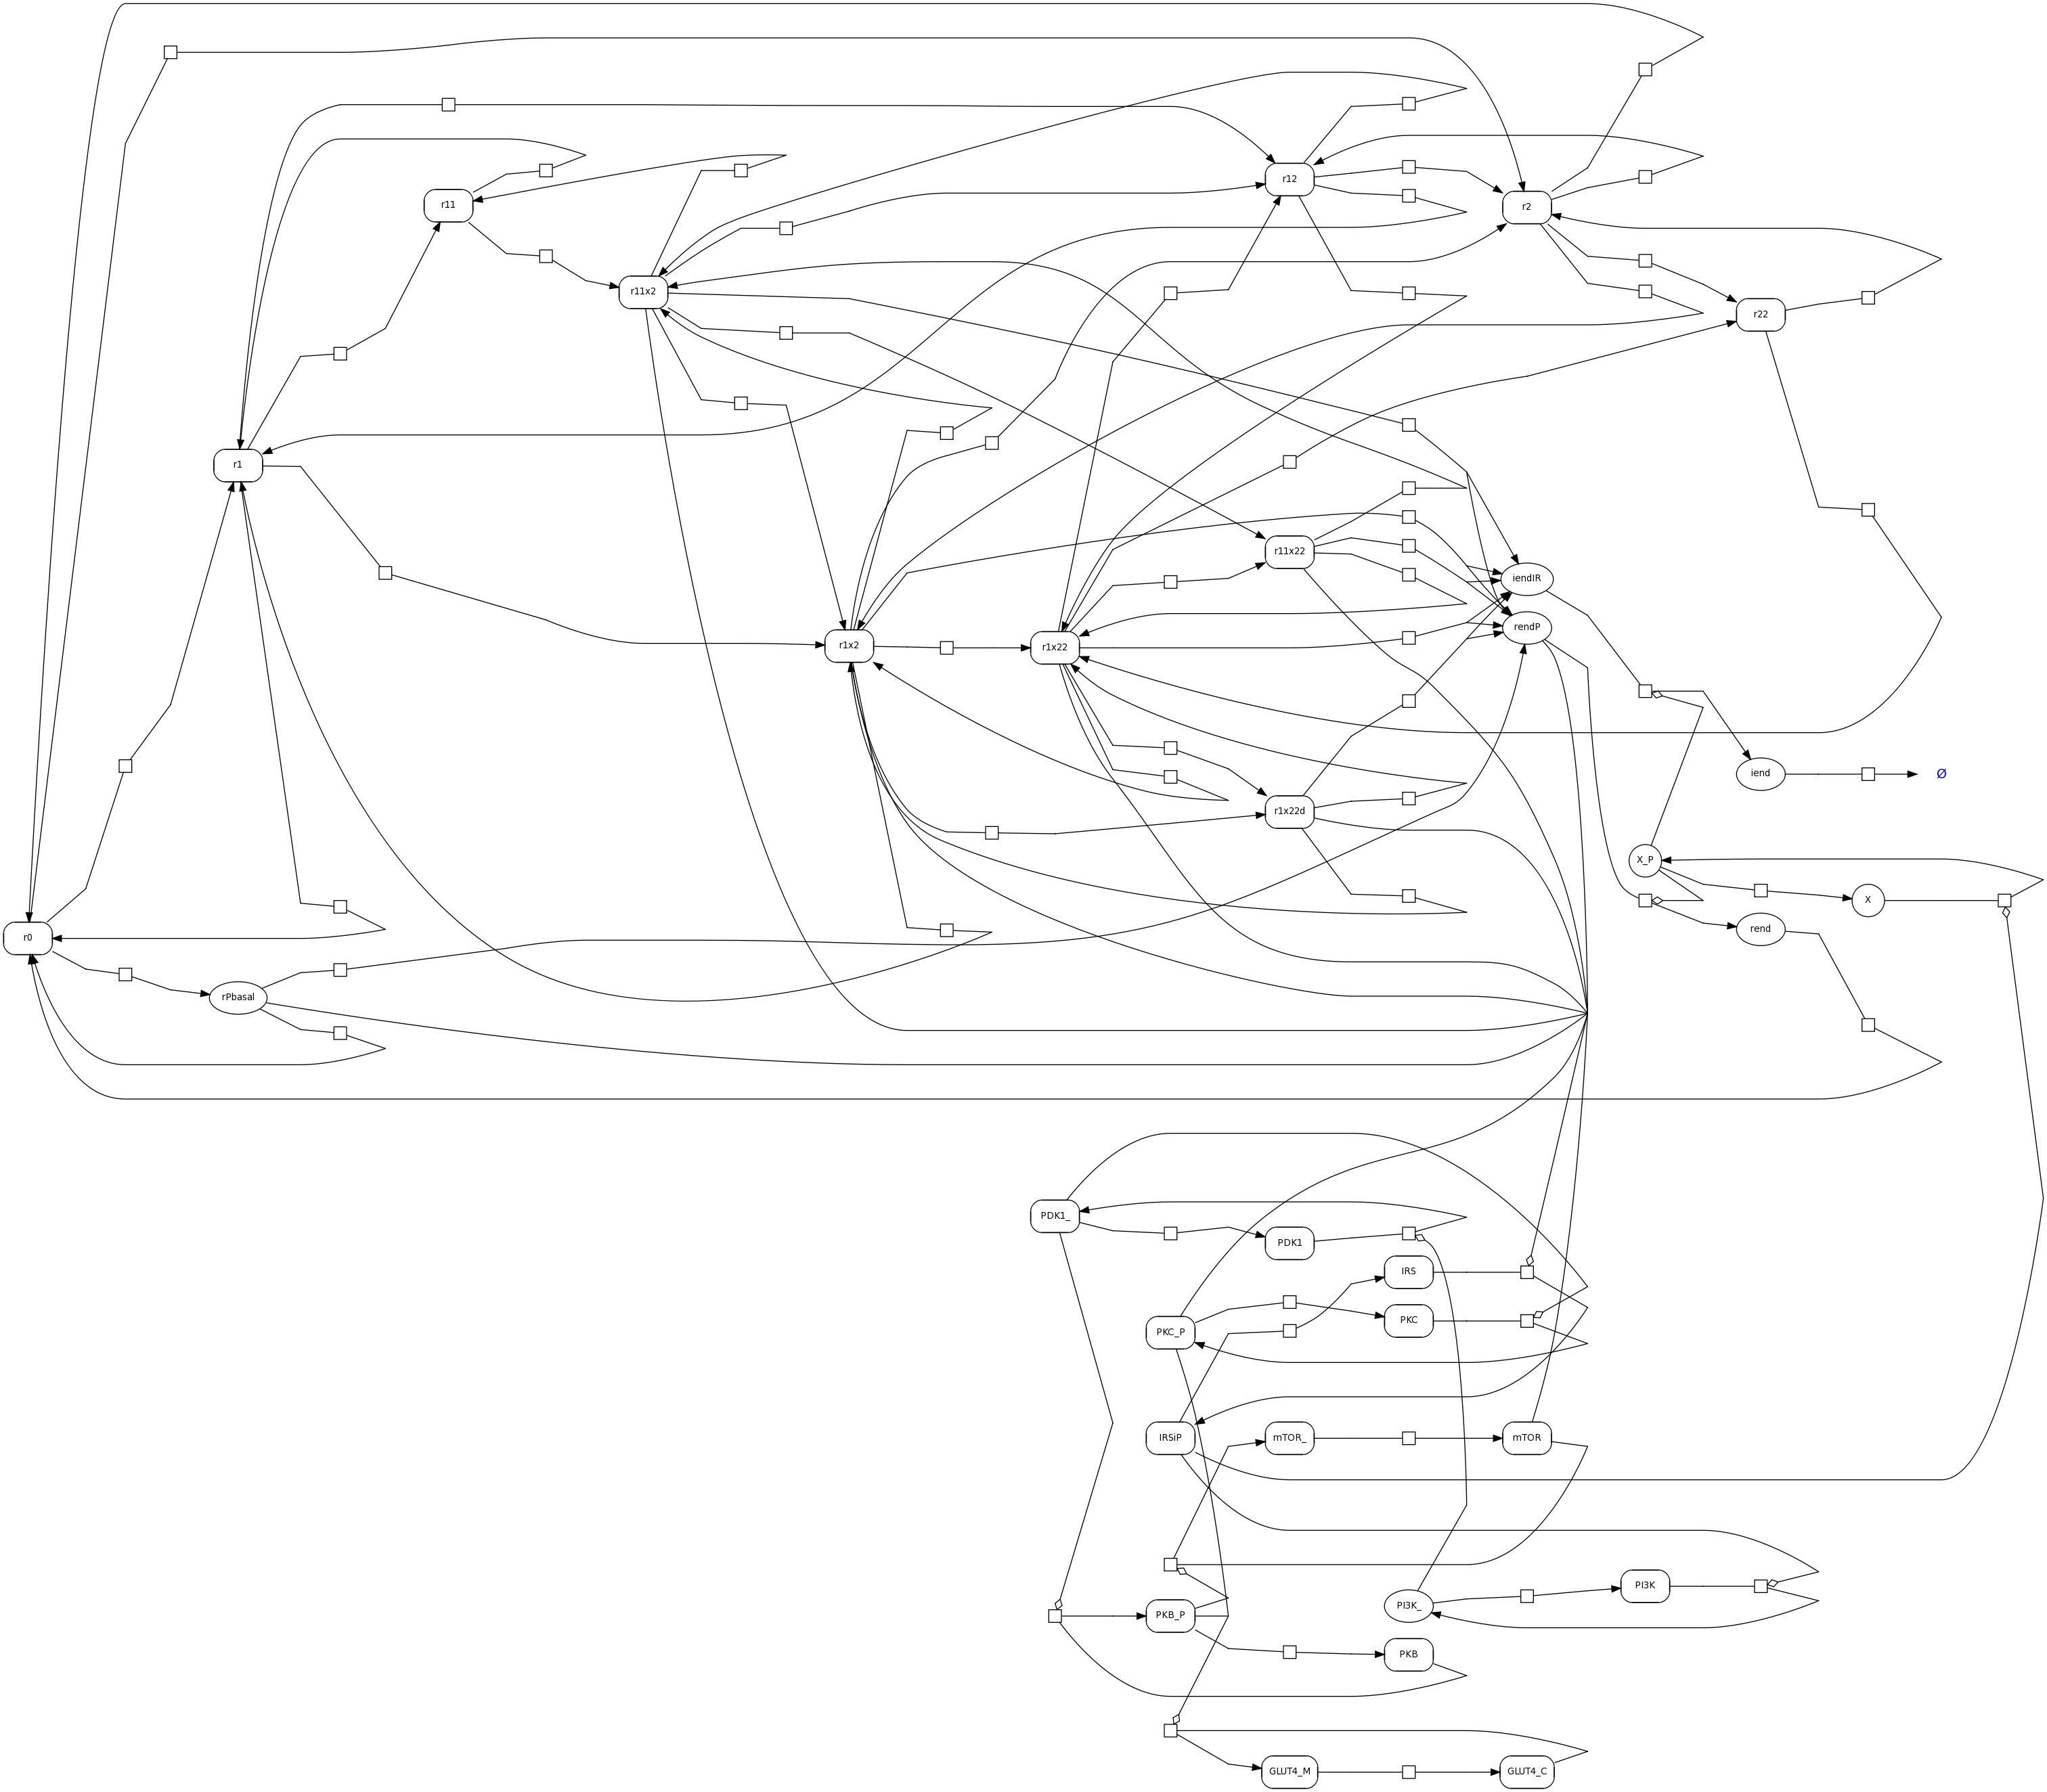 r12
r11
r2
r11x2
r22
r1
r11x22
iendIR
rendP
r1x2
r1x22
iend
Ø
r1x22d
X_P
X
rend
r0
rPbasal
PDK1_
PDK1
IRS
PKC
PKC_P
IRSiP
mTOR_
mTOR
PI3K
PI3K_
PKB_P
PKB
GLUT4_M
GLUT4_C